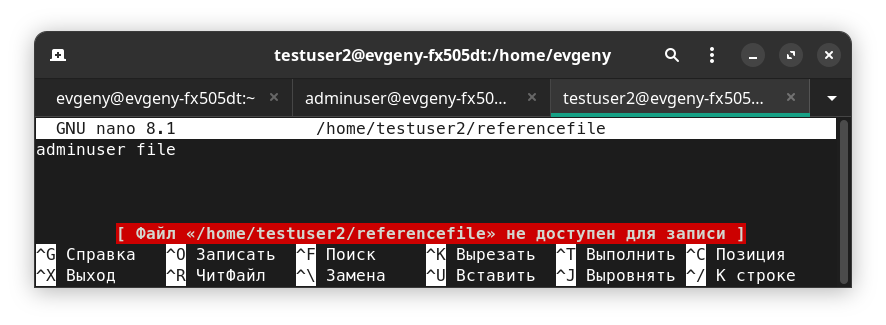 testuser2@evgeny-fx505dt:/home/evgeny
evgeny@evgeny-fx505dt:~ × adminuser@evgeny-fx50... × testuser2@evgeny-fx505... ×
GNU nano 8.1 /home/testuser2/referencefile
adminuser file
[ Файл «/home/testuser2/referencefile» не доступен для записи ]
^G Справка ^O Записать ^F Поиск ^K Вырезать ^T Выполнить ^C Позиция
^X Выход ^R ЧитФайл ^\ Замена ^U Вставить ^J Выровнять ^/ К строке